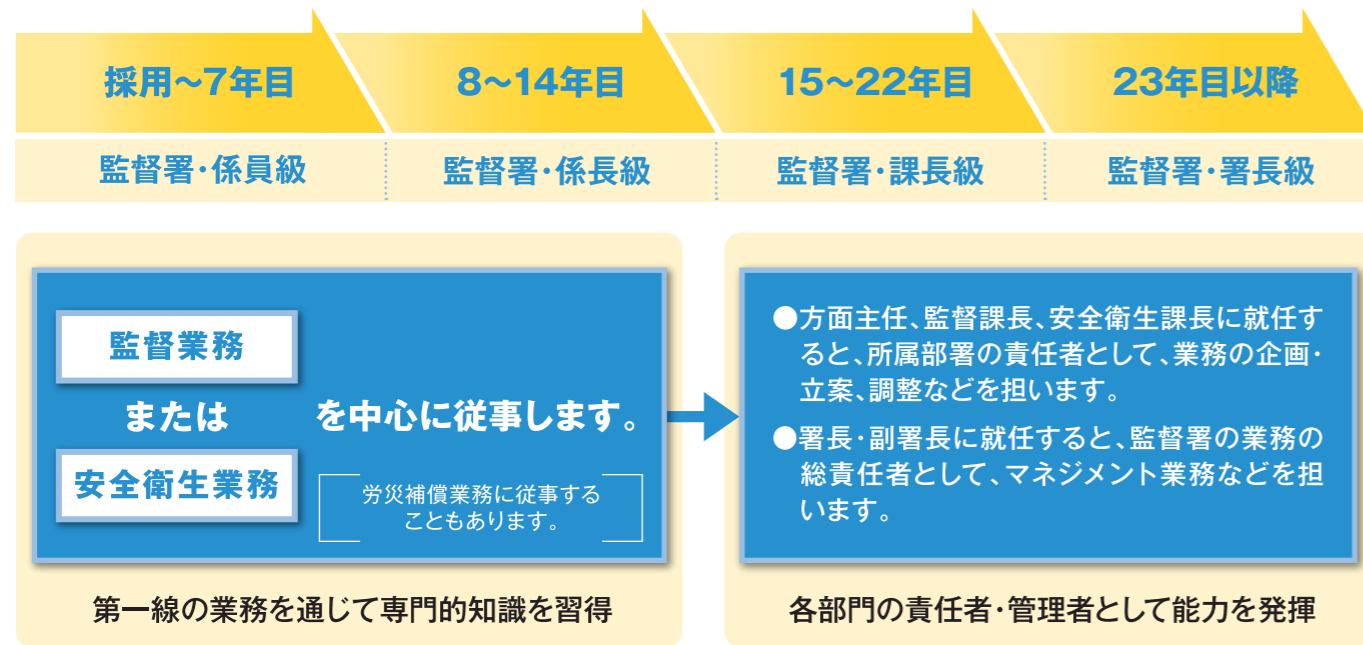 採用～7年目
8～14年目
15～22年目
23年目以降
監督署・係員級
監督署・係長級
監督署・課長級
監督署・署長級
監督業務
または
安全衛生業務
を中心に従事します。
労災補償業務に従事する
こともあります。
第一線の業務を通じて専門的知識を習得
●方面主任、監督課長、安全衛生課長に就任す
ると、所属部署の責任者として、業務の企画・
立案、調整などを担います。
●署長・副署長に就任すると、監督署の業務の
総責任者として、マネジメント業務などを担
います。
各部門の責任者・管理者として能力を発揮